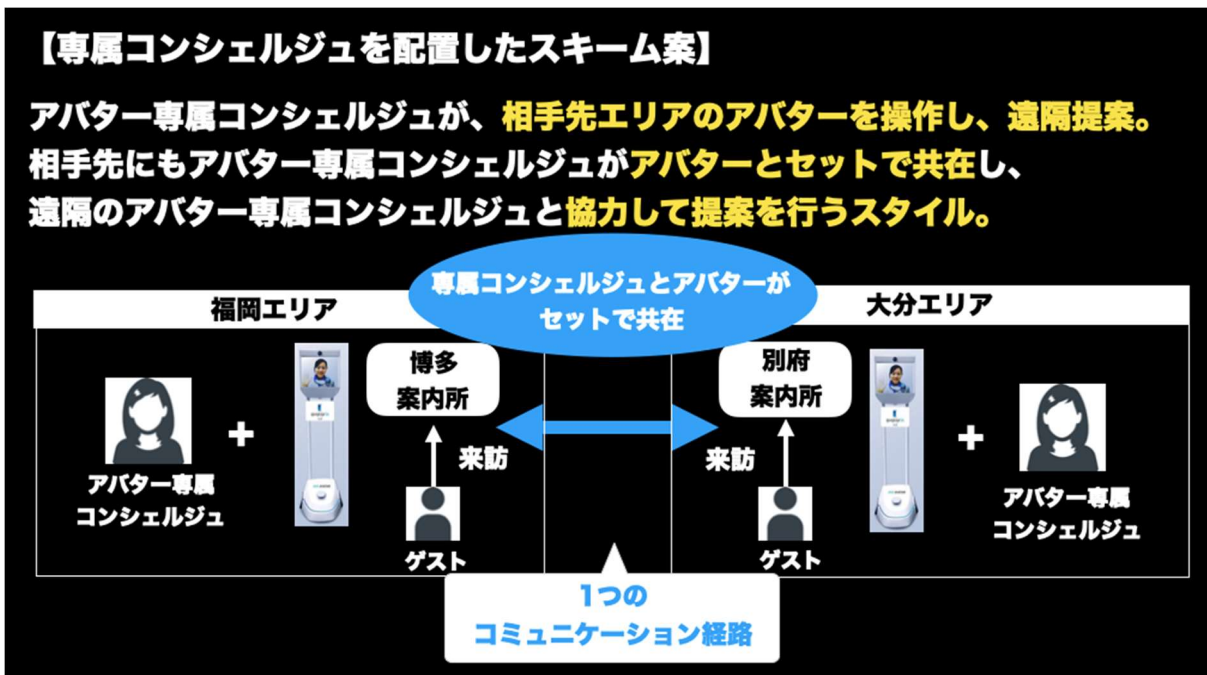 【専属コンシェルジュを配置したスキーム案】
アバター専属コンシェルジュが、相手先エリアのアバターを操作し、遠隔提案。
相手先にもアバター専属コンシェルジュがアバターとセットで共在し、
遠隔のアバター専属コンシェルジュと協力して提案を行うスタイル。
専属コンシェルジュとアバターが
セットで共在
福岡エリア
大分エリア
博多
案内所
来訪
ゲスト
+
アバター専属
コンシェルジュ
別府
案内所
来訪
ゲスト
+
アバター専属
コンシェルジュ
1つの
コミュニケーション経路